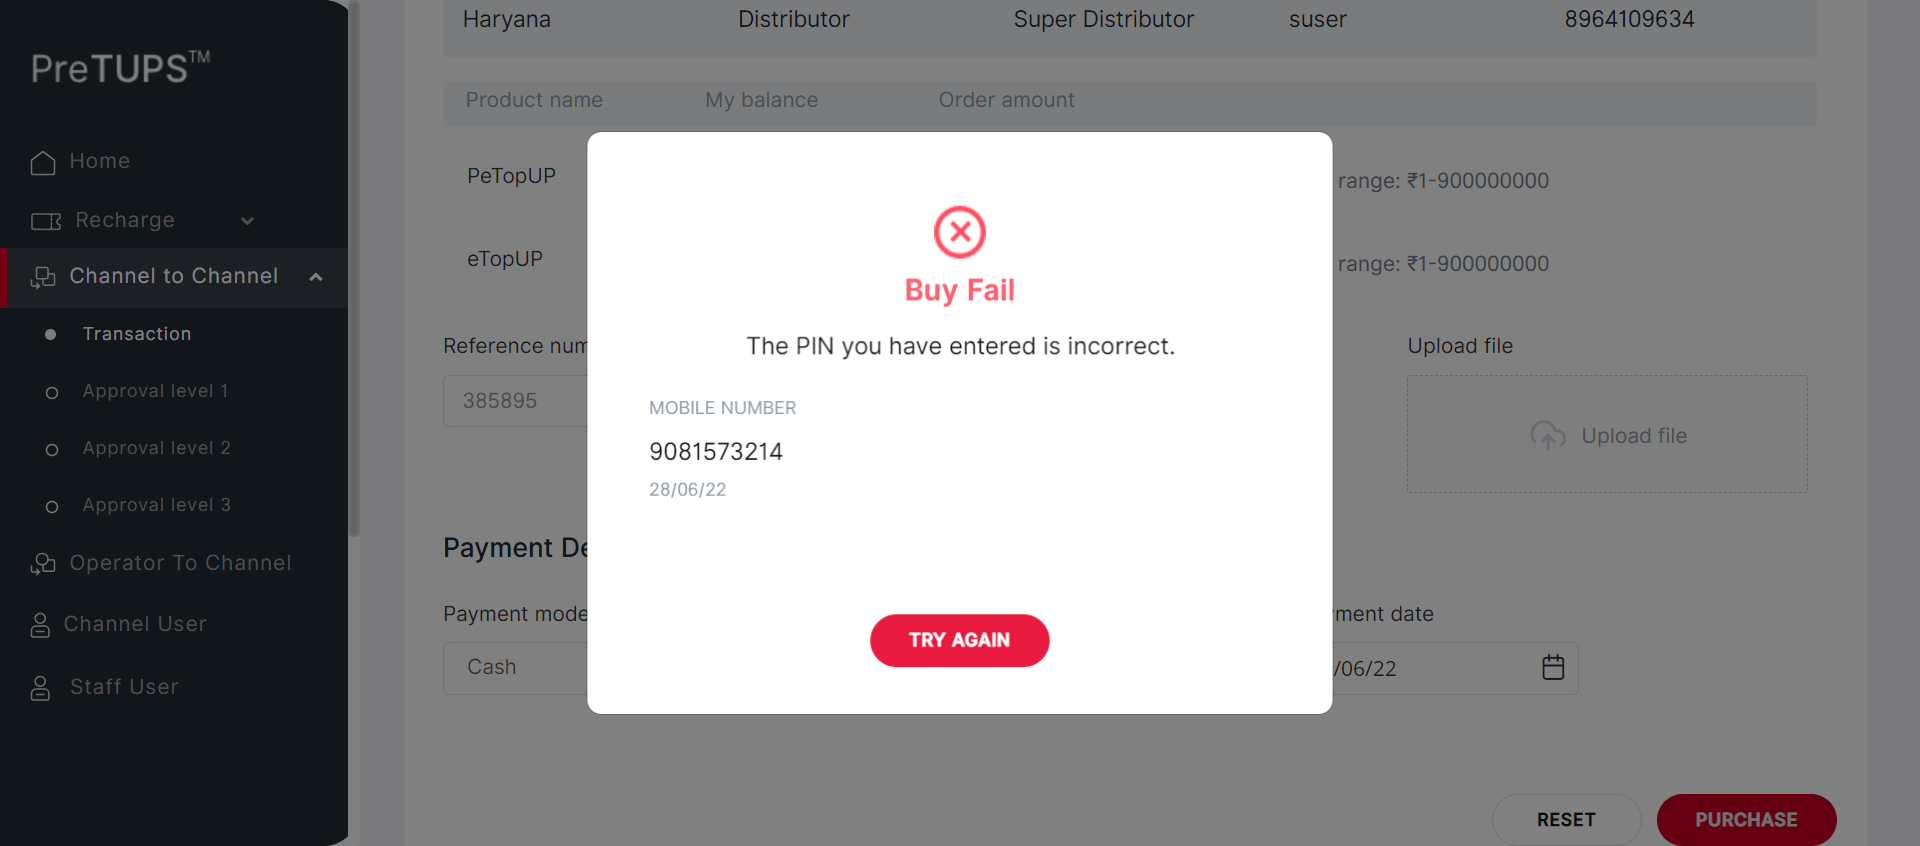 PreTUPS™
Home
Recharge
Channel to Channel
Transaction
Approval level 1
Approval level 2
Approval level 3
Operator To Channel
Channel User
Staff User
Haryana Distributor Super Distributor suser 8964109634
Product name My balance Order amount
PeTopUP range: ₹1-900000000
eTopUP range: ₹1-900000000
Reference num Upload file
385895 Upload file
Payment De
Payment mode ment date
Cash /06/22
RESET PURCHASE
Buy Fail
The PIN you have entered is incorrect.
MOBILE NUMBER
9081573214
28/06/22
TRY AGAIN